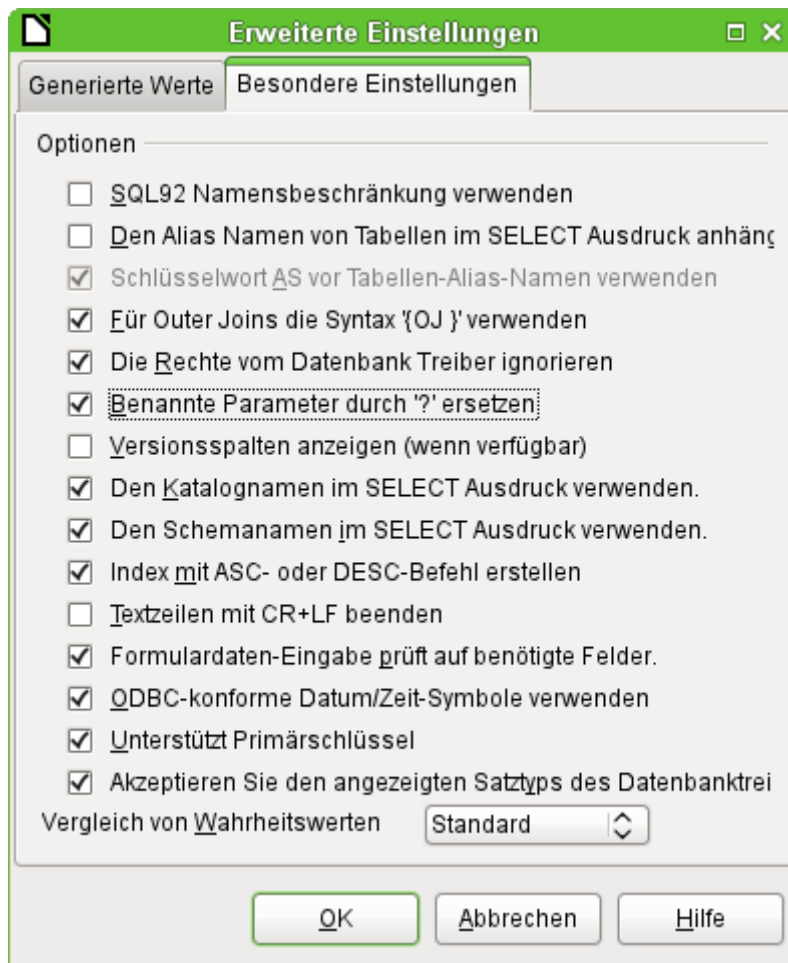 Erweiterte Einstellungen
Generierte Werte
Besondere Einstellungen
Optionen
SQL92 Namensbeschränkung verwenden
Den Alias Namen von Tabellen im SELECT Ausdruck anhäng
Schlüsselwort AS vor Tabellen-Alias-Namen verwenden
Für Outer Joins die Syntax '{OJ }' verwenden
Die Rechte vom Datenbank Treiber ignorieren
Benannte Parameter durch '?' ersetzen
Versionsspalten anzeigen (wenn verfügbar)
Den Katalognamen im SELECT Ausdruck verwenden.
Den Schemanamen im SELECT Ausdruck verwenden.
Index mit ASC- oder DESC-Befehl erstellen
Textzeilen mit CR+LF beenden
Formulardaten-Eingabe prüft auf benötigte Felder.
ODBC-konforme Datum/Zeit-Symbole verwenden
Unterstützt Primärschlüssel
Akzeptieren Sie den angezeigten Satztyps des Datenbanktrei
Vergleich von Wahrheitswerten Standard
OK Abbrechen Hilfe